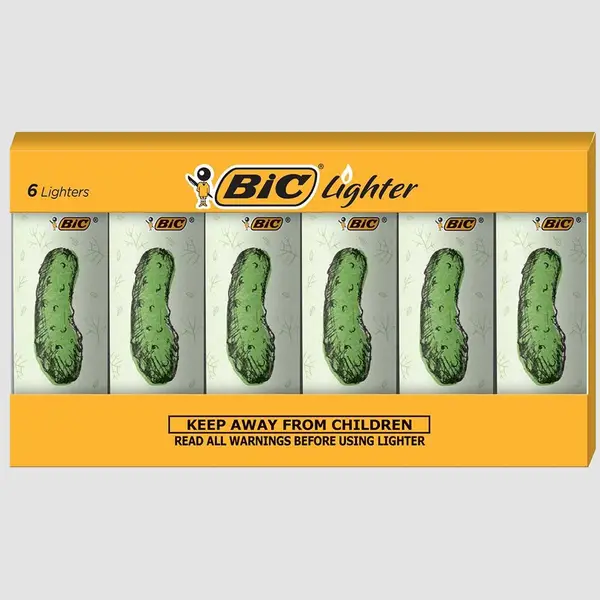 6 Lighters
BiC® Lighter
BiC®
BiC®
BiC®
BiC®
BiC®
BiC®
KEEP AWAY FROM CHILDREN
READ ALL WARNINGS BEFORE USING LIGHTER